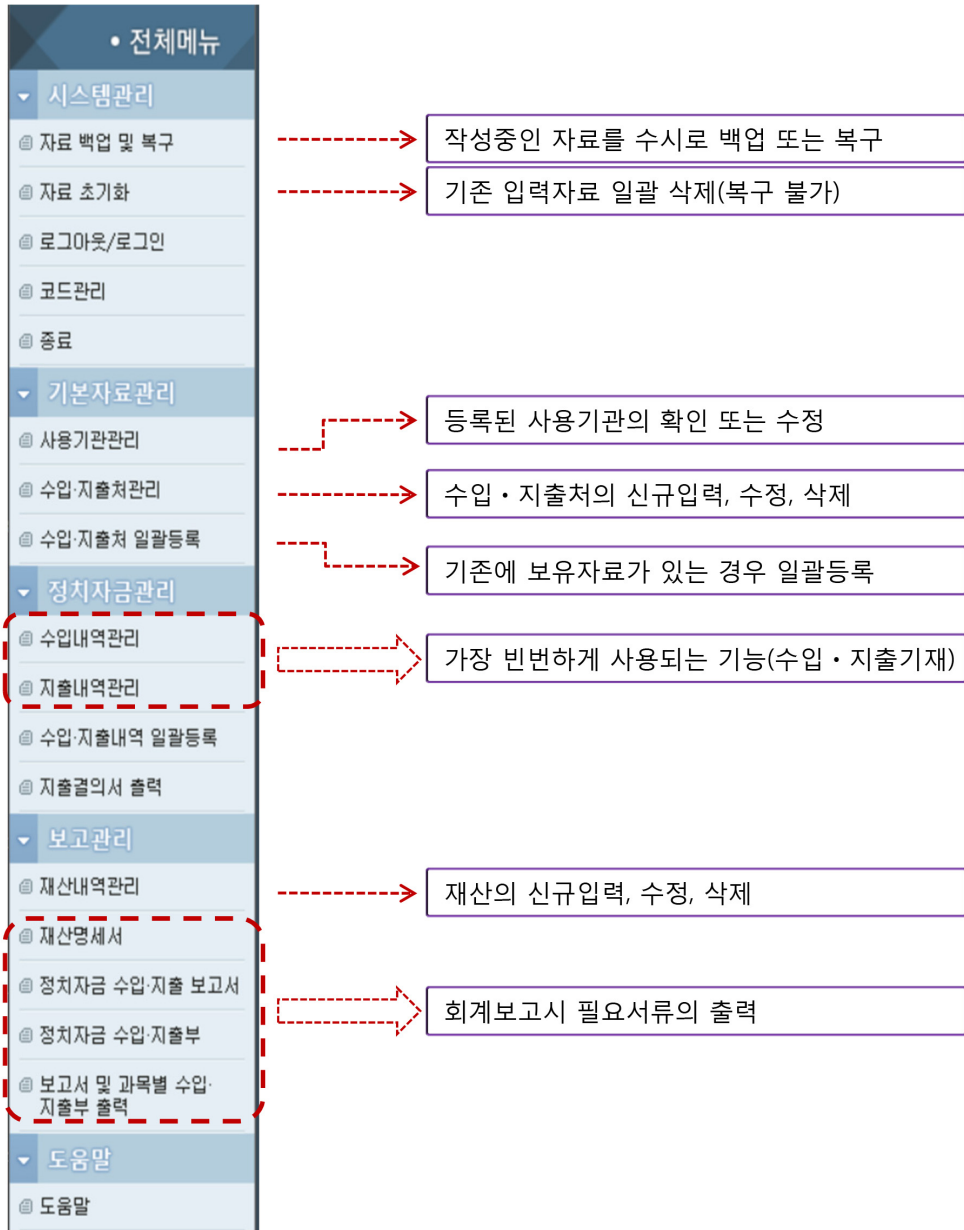 • 전체메뉴
시스템관리
자료 백업 및 복구
작성중인 자료를 수시로 백업 또는 복구
자료 초기화
기존 입력자료 일괄 삭제(복구 불가)
로그아웃/로그인
코드관리
종료
기본자료관리
사용기관관리
등록된 사용기관의 확인 또는 수정
수입·지출처관리
수입・지출처의 신규입력, 수정, 삭제
수입·지출처 일괄등록
기존에 보유자료가 있는 경우 일괄등록
정치자금관리
수입내역관리
지출내역관리
가장 빈번하게 사용되는 기능(수입・지출기재)
수입·지출내역 일괄등록
지출결의서 출력
보고관리
재산내역관리
재산의 신규입력, 수정, 삭제
재산명세서
정치자금 수입·지출 보고서
정치자금 수입·지출부
보고서 및 과목별 수입·
지출부 출력
회계보고시 필요서류의 출력
도움말
도움말